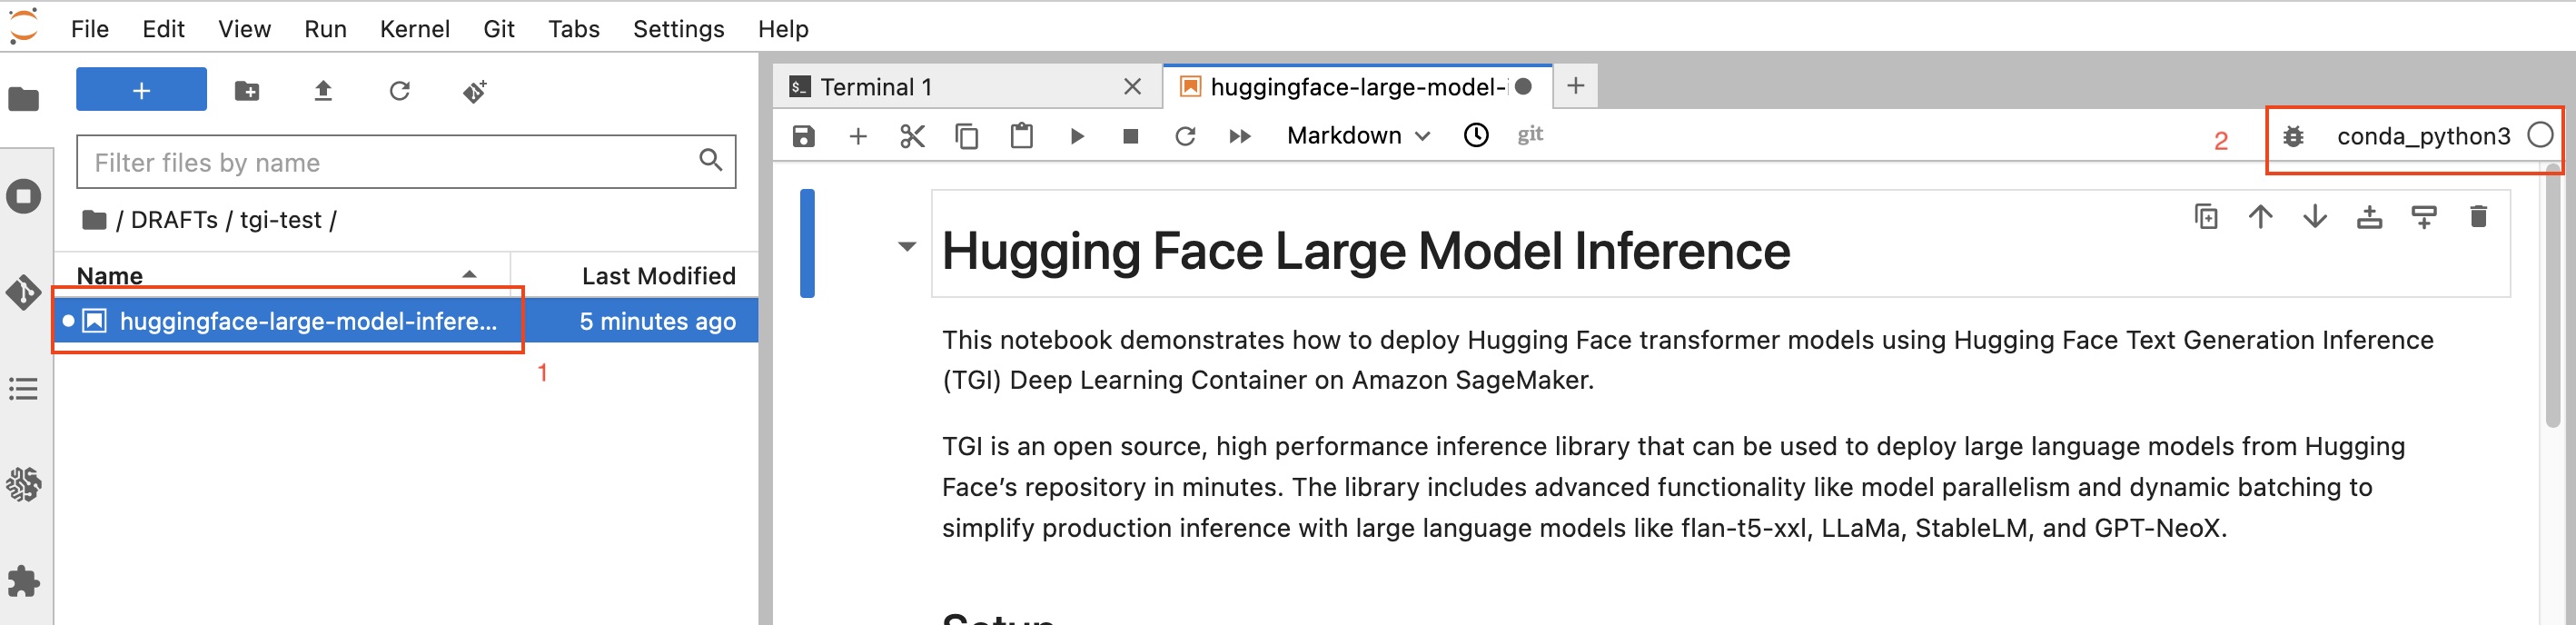 File Edit View Run Kernel Git Tabs Settings Help
+
Filter files by name
/ DRAFTs / tgi-test /
Name Last Modified
huggingface-large-model-infere... 5 minutes ago
1
Terminal 1
huggingface-large-model-
Markdown
git
2
conda_python3
Hugging Face Large Model Inference
This notebook demonstrates how to deploy Hugging Face transformer models using Hugging Face Text Generation Inference
(TGI) Deep Learning Container on Amazon SageMaker.
TGI is an open source, high performance inference library that can be used to deploy large language models from Hugging
Face’s repository in minutes. The library includes advanced functionality like model parallelism and dynamic batching to
simplify production inference with large language models like flan-t5-xxl, LLaMa, StableLM, and GPT-NeoX.
Setup